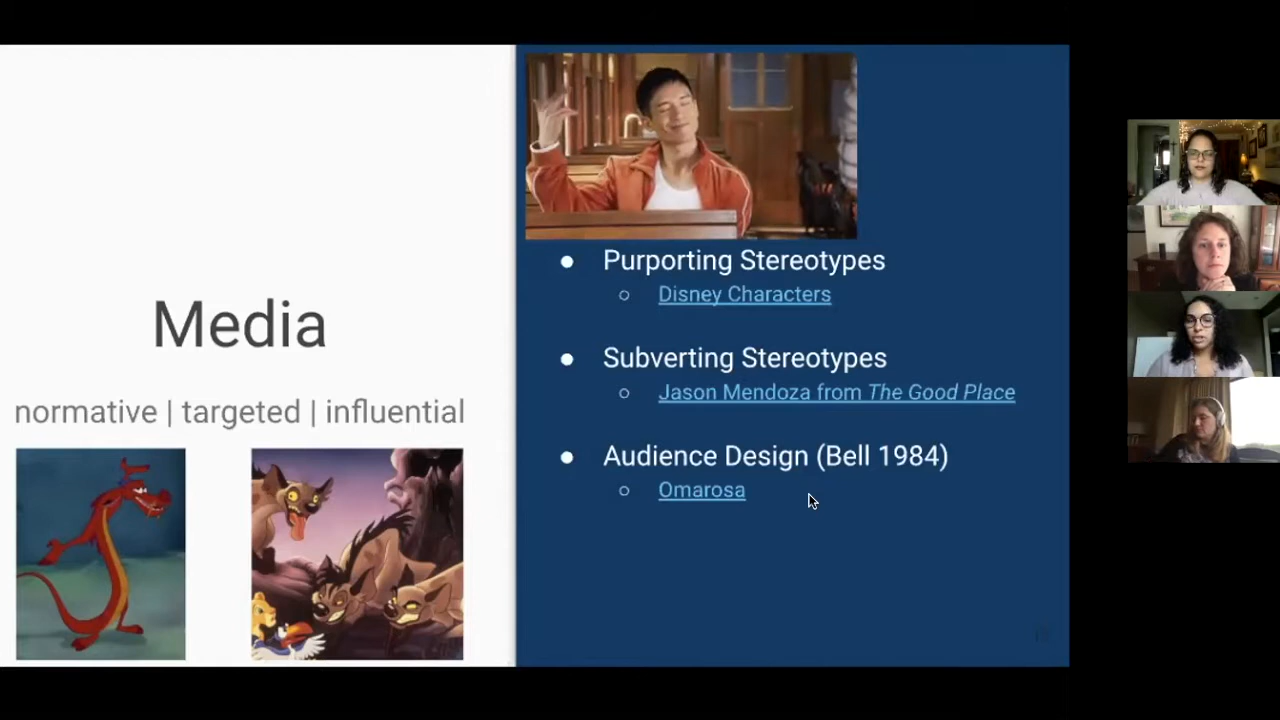 Media
normative | targeted | influential
Purporting Stereotypes
Disney Characters
Subverting Stereotypes
Jason Mendoza from The Good Place
Audience Design (Bell 1984)
Omarosa